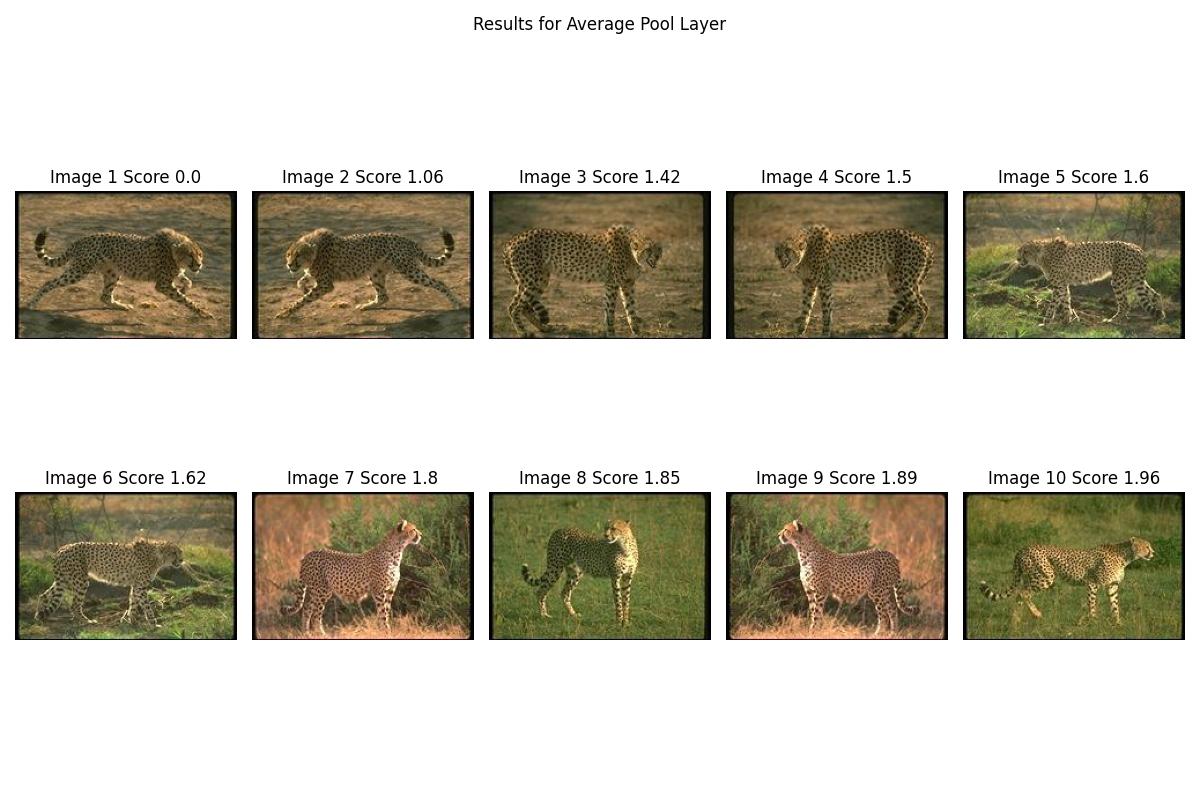 Results for Average Pool Layer
Image 1 Score 0.0
Image 2 Score 1.06
Image 3 Score 1.42
Image 4 Score 1.5
Image 5 Score 1.6
Image 6 Score 1.62
Image 7 Score 1.8
Image 8 Score 1.85
Image 9 Score 1.89
Image 10 Score 1.96